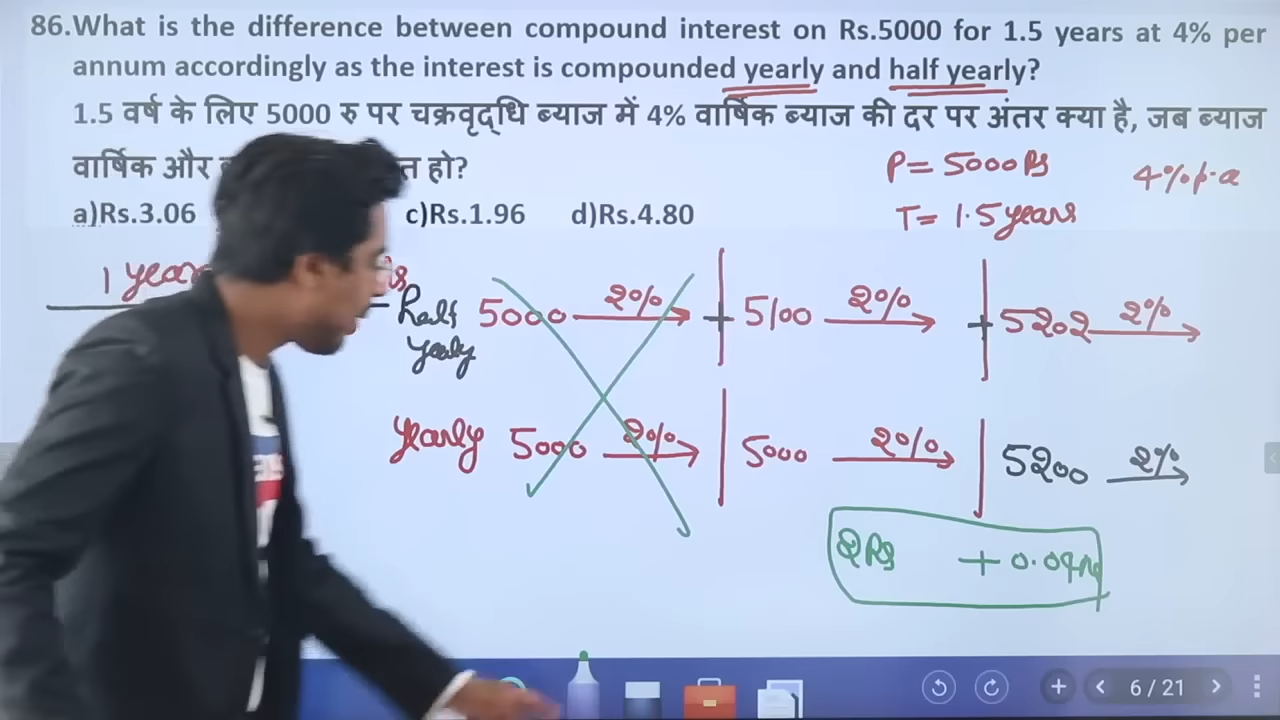 86.What is the difference between compound interest on Rs.5000 for 1.5 years at 4% per
annum accordingly as the interest is compounded yearly and half yearly?
1.5 वर्ष के लिए 5000 रु पर चक्रवृद्धि ब्याज में 4% वार्षिक ब्याज की दर पर अंतर क्या है, जब ब्याज
वार्षिक और हो?
P = 5000 Rs 4% p.a
a)Rs.3.06 c)Rs.1.96 d)Rs.4.80
T = 1.5 years
1 year
half yearly 5000 2% + 5100 2% + 5202 2%
yearly 5000 2% 5000 2% 5200 2%
2 Rs + 0.04
6 / 21